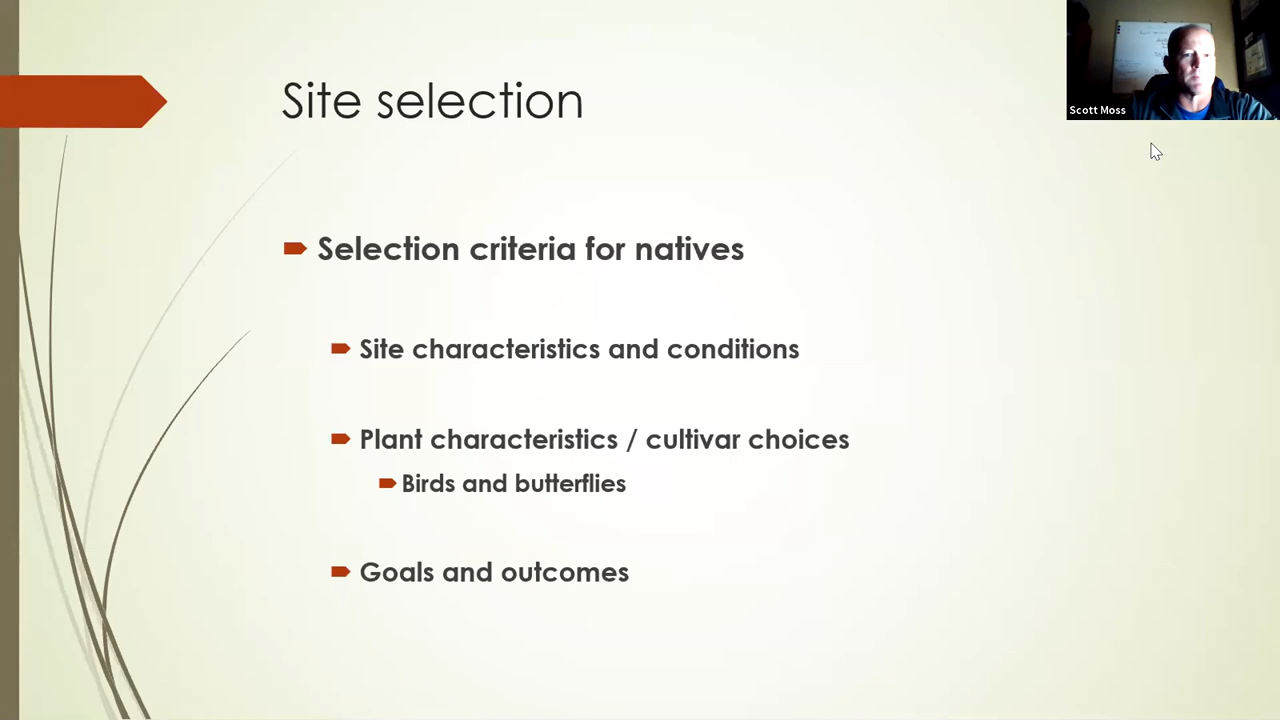 Site selection
Scott Moss
Selection criteria for natives
Site characteristics and conditions
Plant characteristics / cultivar choices
Birds and butterflies
Goals and outcomes